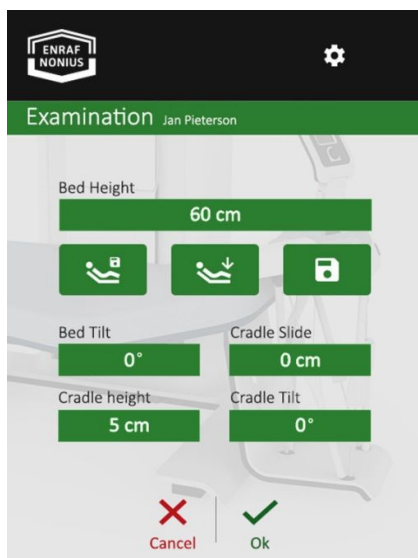 ENRAF
NONIUS
Examination Jan Pieterson
Bed Height
60 cm
Bed Tilt Cradle Slide
0° 0 cm
Cradle height Cradle Tilt
5 cm 0°
Cancel Ok